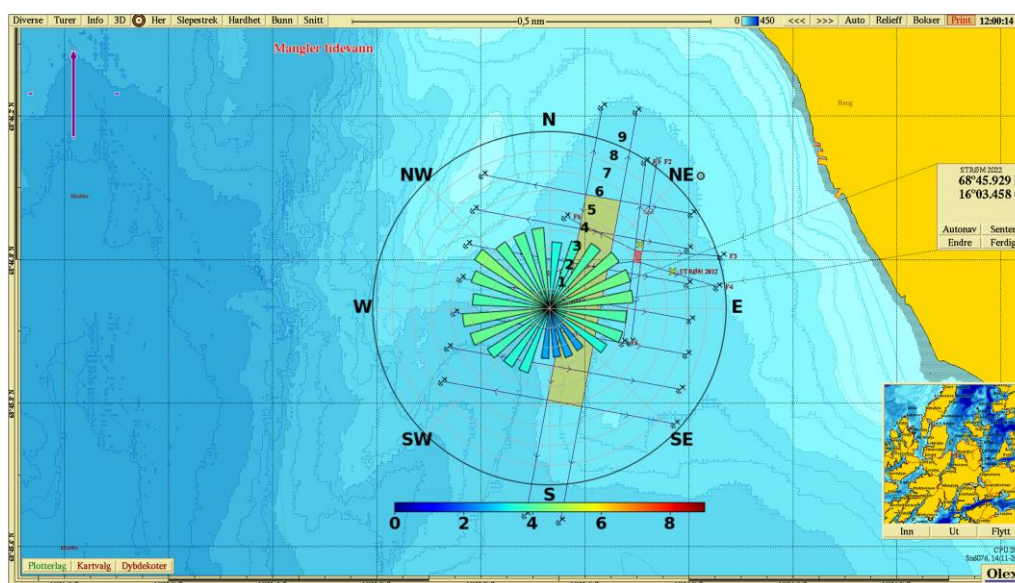 Diverse Turer Info 3D Her Slepestrek Hardhet Bunn Snitt 0,5 nm 0 450 <<< >>> Auto Relieff Bokser Print 12:00:14
Mangler tidevann
Haug
N
NW
NE
W
E
SW
SE
S
9
8
7
6
5
4
3
2
1
F2
F3
F4
STRØM 2012
STRØM 2022
68°45.929
16°03.458
Autonav Senter
Endre Ferdig
0 2 4 6 8
Inn Ut Flytt
Plotterlag Kartvalg Dybdekoter
Olex